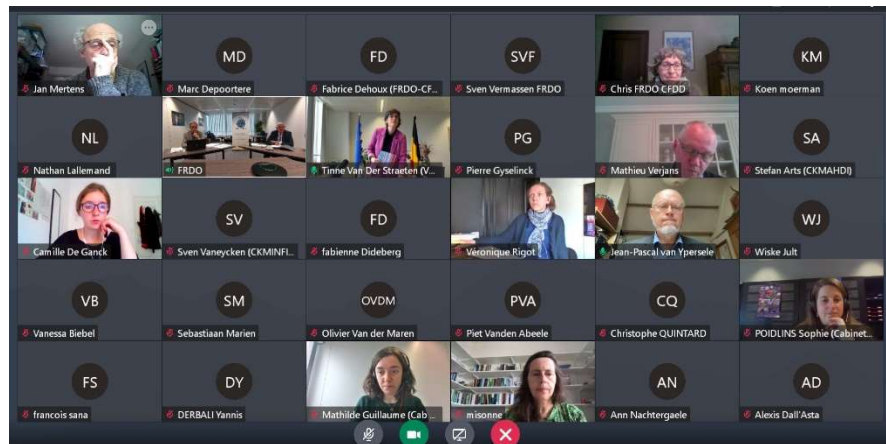 Jan Mertens
MD
Marc Depoortere
FD
Fabrice Dehoux (FRDO-CF...
SVF
Sven Vermassen FRDO
Chris FRDO CFDD
KM
Koen moerman
NL
Nathan Lallemand
FRDO
Tinne Van Der Straeten (V...
PG
Pierre Gyselinck
Mathieu Verjans
SA
Stefan Arts (CKMAHDI)
Camille De Ganck
SV
Sven Vaneycken (CKMINFI...
FD
fabienne Dideberg
Véronique Rigot
Jean-Pascal van Ypersele
WJ
Wiske Jult
VB
Vanessa Biebel
SM
Sebastiaan Marien
OVDM
Olivier Van der Maren
PVA
Piet Vanden Abeele
CQ
Christophe QUINTARD
POIDLINS Sophie (Cabinet...
FS
francois sana
DY
DERBALI Yannis
Mathilde Guillaume (Cab ...
misonne
AN
Ann Nachtergaele
AD
Alexis Dall'Asta